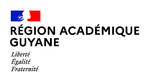 RÉGION ACADÉMIQUE
GUYANE
Liberté
Égalité
Fraternité